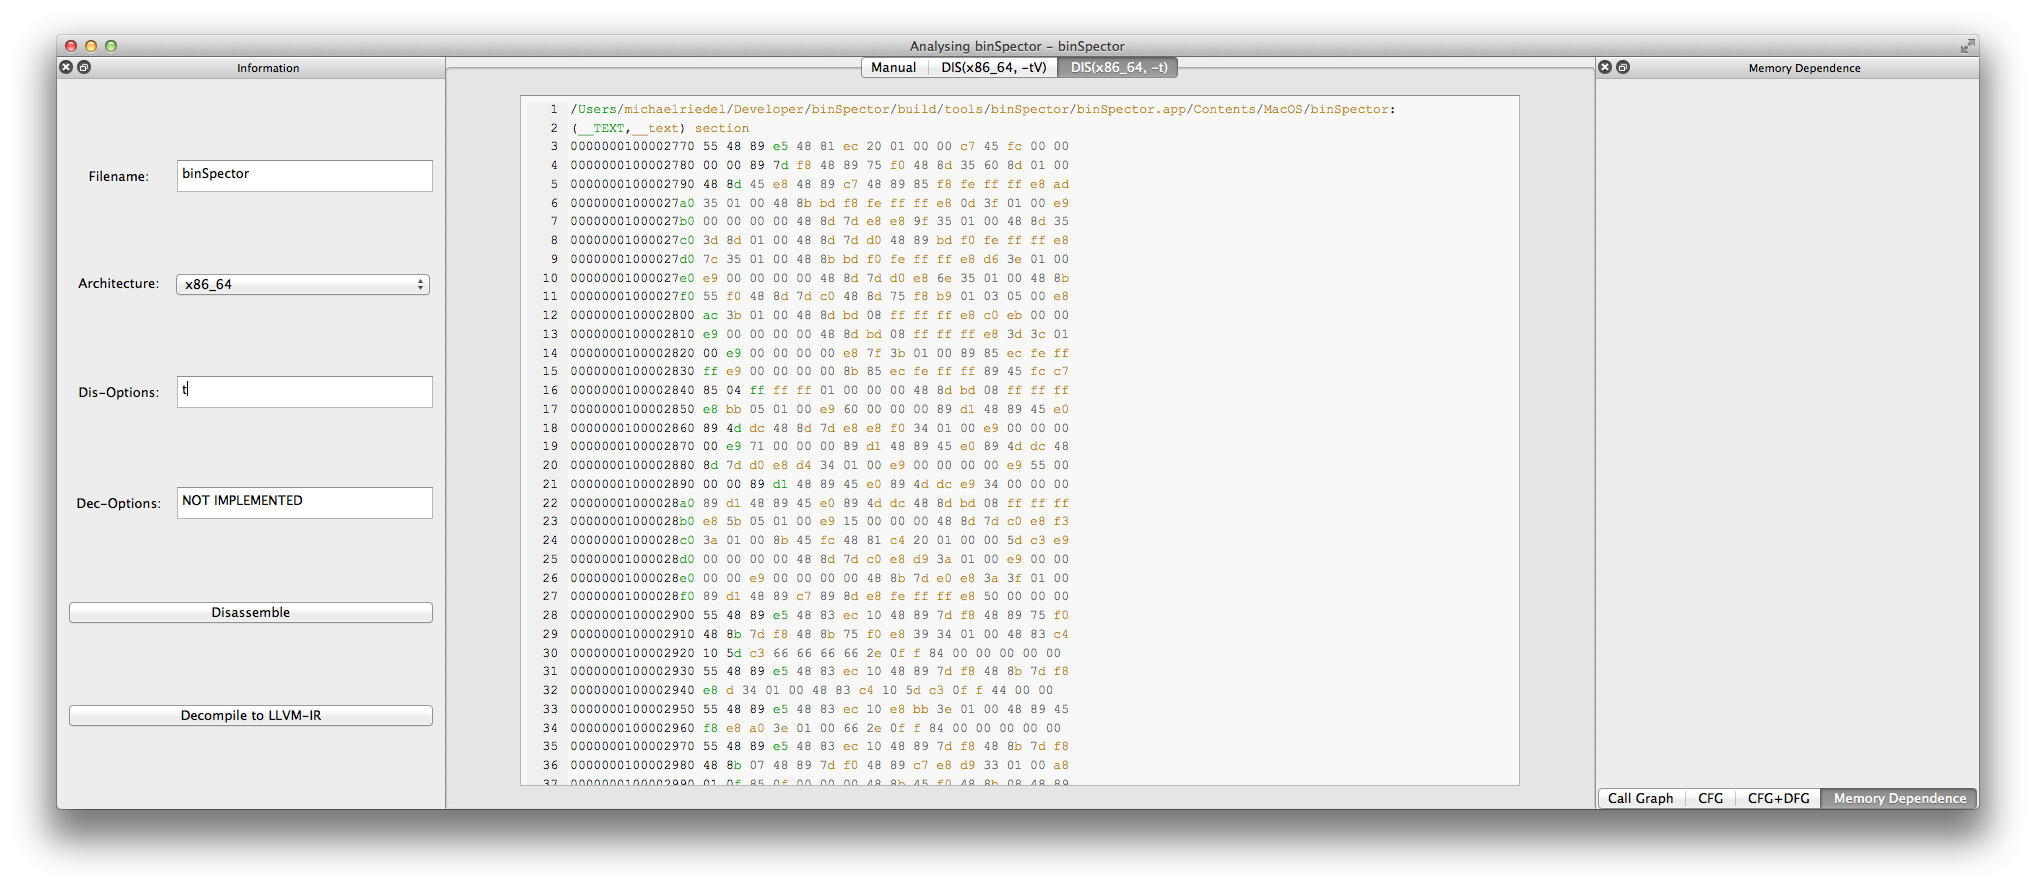 Analysing binSpector – binSpector
Information
Manual DIS(x86_64, -tV) DIS(x86_64, -t)
Memory Dependence
Filename: binSpector
Architecture: x86_64
Dis-Options: t
Dec-Options: NOT IMPLEMENTED
Disassemble
Decompile to LLVM-IR
1 /Users/michaelriedel/Developer/binSpector/build/tools/binSpector/binSpector.app/Contents/MacOS/binSpector:
2 (__TEXT,__text) section
3 0000000100002770 55 48 89 e5 48 81 ec 20 01 00 00 c7 45 fc 00 00
4 0000000100002780 00 00 89 7d f8 48 89 75 f0 48 8d 35 60 8d 01 00
5 0000000100002790 48 8d 45 e8 48 89 c7 48 89 85 f8 fe ff ff e8 ad
6 00000001000027a0 35 01 00 48 8b bd f8 fe ff ff e8 0d 3f 01 00 e9
7 00000001000027b0 00 00 00 00 48 8d 7d e8 e8 9f 35 01 00 48 8d 35
8 00000001000027c0 3d 8d 01 00 48 8d 7d d0 48 89 bd f0 fe ff ff e8
9 00000001000027d0 7c 35 01 00 48 8b bd f0 fe ff ff e8 d6 3e 01 00
10 00000001000027e0 e9 00 00 00 00 48 8d 7d d0 e8 6e 35 01 00 48 8b
11 00000001000027f0 55 f0 48 8d 7d c0 48 8d 75 f8 b9 01 03 05 00 e8
12 0000000100002800 ac 3b 01 00 48 8d bd 08 ff ff ff e8 c0 eb 00 00
13 0000000100002810 e9 00 00 00 00 48 8d bd 08 ff ff ff e8 3d 3c 01
14 0000000100002820 00 e9 00 00 00 00 e8 7f 3b 01 00 89 85 ec fe ff
15 0000000100002830 ff e9 00 00 00 00 8b 85 ec fe ff ff 89 45 fc c7
16 0000000100002840 85 04 ff ff ff 01 00 00 00 48 8d bd 08 ff ff ff
17 0000000100002850 e8 bb 05 01 00 e9 60 00 00 00 89 d1 48 89 45 e0
18 0000000100002860 89 4d dc 48 8d 7d e8 e8 f0 34 01 00 e9 00 00 00
19 0000000100002870 00 e9 71 00 00 00 89 d1 48 89 45 e0 89 4d dc 48
20 0000000100002880 8d 7d d0 e8 d4 34 01 00 e9 00 00 00 00 e9 55 00
21 0000000100002890 00 00 89 d1 48 89 45 e0 89 4d dc e9 34 00 00 00
22 00000001000028a0 89 d1 48 89 45 e0 89 4d dc 48 8d bd 08 ff ff ff
23 00000001000028b0 e8 5b 05 01 00 e9 15 00 00 00 48 8d 7d c0 e8 f3
24 00000001000028c0 3a 01 00 8b 45 fc 48 81 c4 20 01 00 00 5d c3 e9
25 00000001000028d0 00 00 00 00 48 8d 7d c0 e8 d9 3a 01 00 e9 00 00
26 00000001000028e0 00 00 e9 00 00 00 00 48 8b 7d e0 e8 3a 3f 01 00
27 00000001000028f0 89 d1 48 89 c7 89 8d e8 fe ff ff e8 50 00 00 00
28 0000000100002900 55 48 89 e5 48 83 ec 10 48 89 7d f8 48 89 75 f0
29 0000000100002910 48 8b 7d f8 48 8b 75 f0 e8 39 34 01 00 48 83 c4
30 0000000100002920 10 5d c3 66 66 66 66 2e 0f f 84 00 00 00 00 00
31 0000000100002930 55 48 89 e5 48 83 ec 10 48 89 7d f8 48 8b 7d f8
32 0000000100002940 e8 d 34 01 00 48 83 c4 10 5d c3 0f f 44 00 00
33 0000000100002950 55 48 89 e5 48 83 ec 10 e8 bb 3e 01 00 48 89 45
34 0000000100002960 f8 e8 a0 3e 01 00 66 2e 0f f 84 00 00 00 00 00
35 0000000100002970 55 48 89 e5 48 83 ec 10 48 89 7d f8 48 8b 7d f8
36 0000000100002980 48 8b 07 48 89 7d f0 48 89 c7 e8 d9 33 01 00 a8
37 0000000100002990 01 0f 85 0f 00 00 00 48 8b 45 f0 48 8b 08 48 89
Call Graph CFG CFG+DFG Memory Dependence